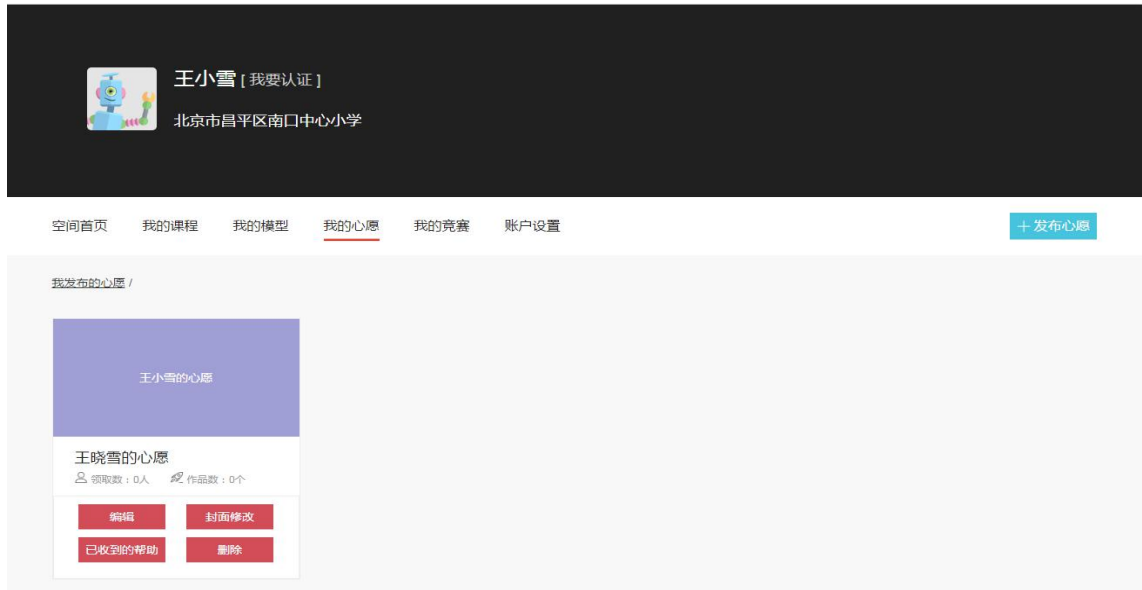 王小雪 [ 我要认证 ]
北京市昌平区南口中心小学
空间首页 我的课程 我的模型 我的心愿 我的竞赛 账户设置 + 发布心愿
我发布的心愿 /
王小雪的心愿
王晓雪的心愿
领取数：0人 作品数：0个
编辑 封面修改
已收到的帮助 删除